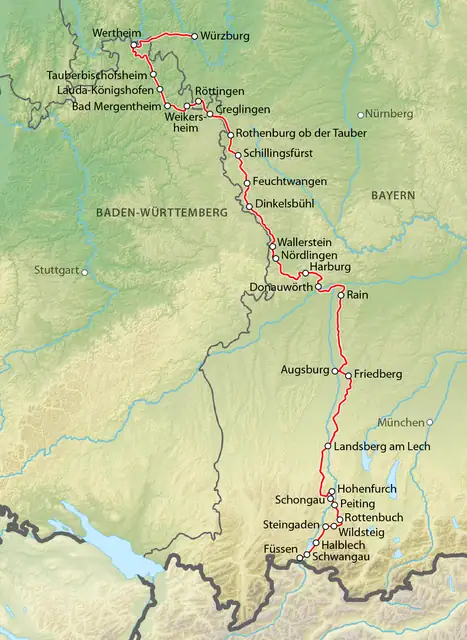 Wertheim
Würzburg
Tauberbischofsheim
Lauda-Königshofen
Röttingen
Bad Mergentheim
Creglingen
Weikers-
heim
Nürnberg
Rothenburg ob der Tauber
Schillingsfürst
Feuchtwangen
BAYERN
Dinkelsbühl
BADEN-WÜRTTEMBERG
Wallerstein
Nördlingen
Harburg
Stuttgart
Donauwörth
Rain
Augsburg
Friedberg
München
Landsberg am Lech
Hohenfurch
Schongau
Peiting
Rottenbuch
Steingaden
Wildsteig
Halblech
Füssen
Schwangau